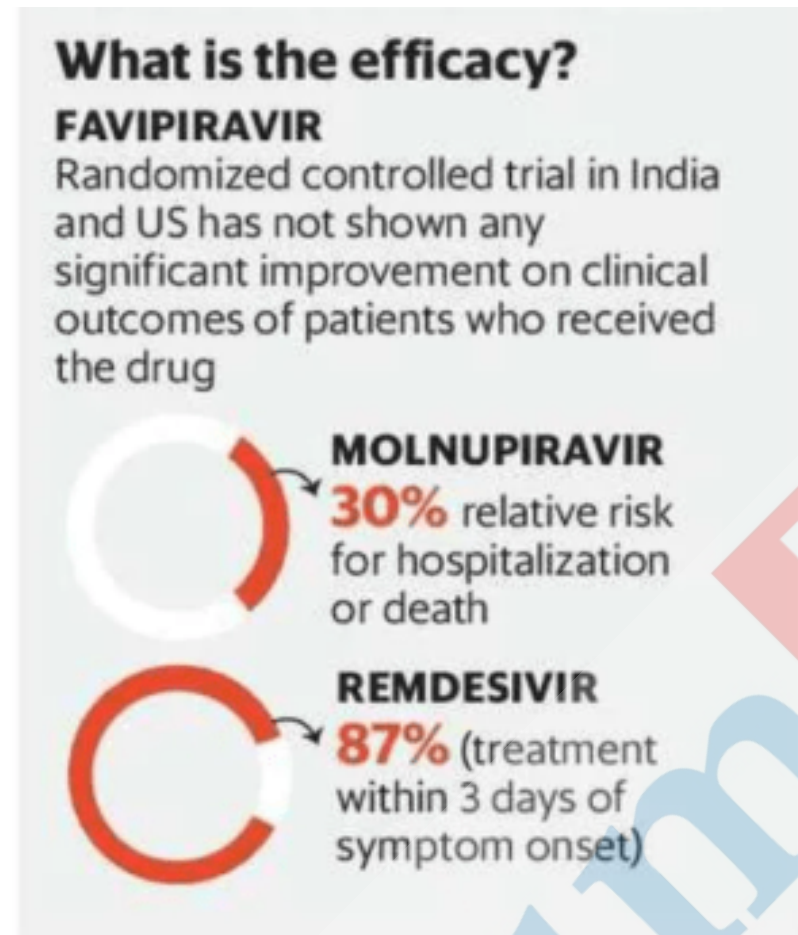 What is the efficacy?
FAVIPIRAVIR
Randomized controlled trial in India
and US has not shown any
significant improvement on clinical
outcomes of patients who received
the drug
MOLNUPIRAVIR
30% relative risk
for hospitalization
or death
REMDESIVIR
87% (treatment
within 3 days of
symptom onset)